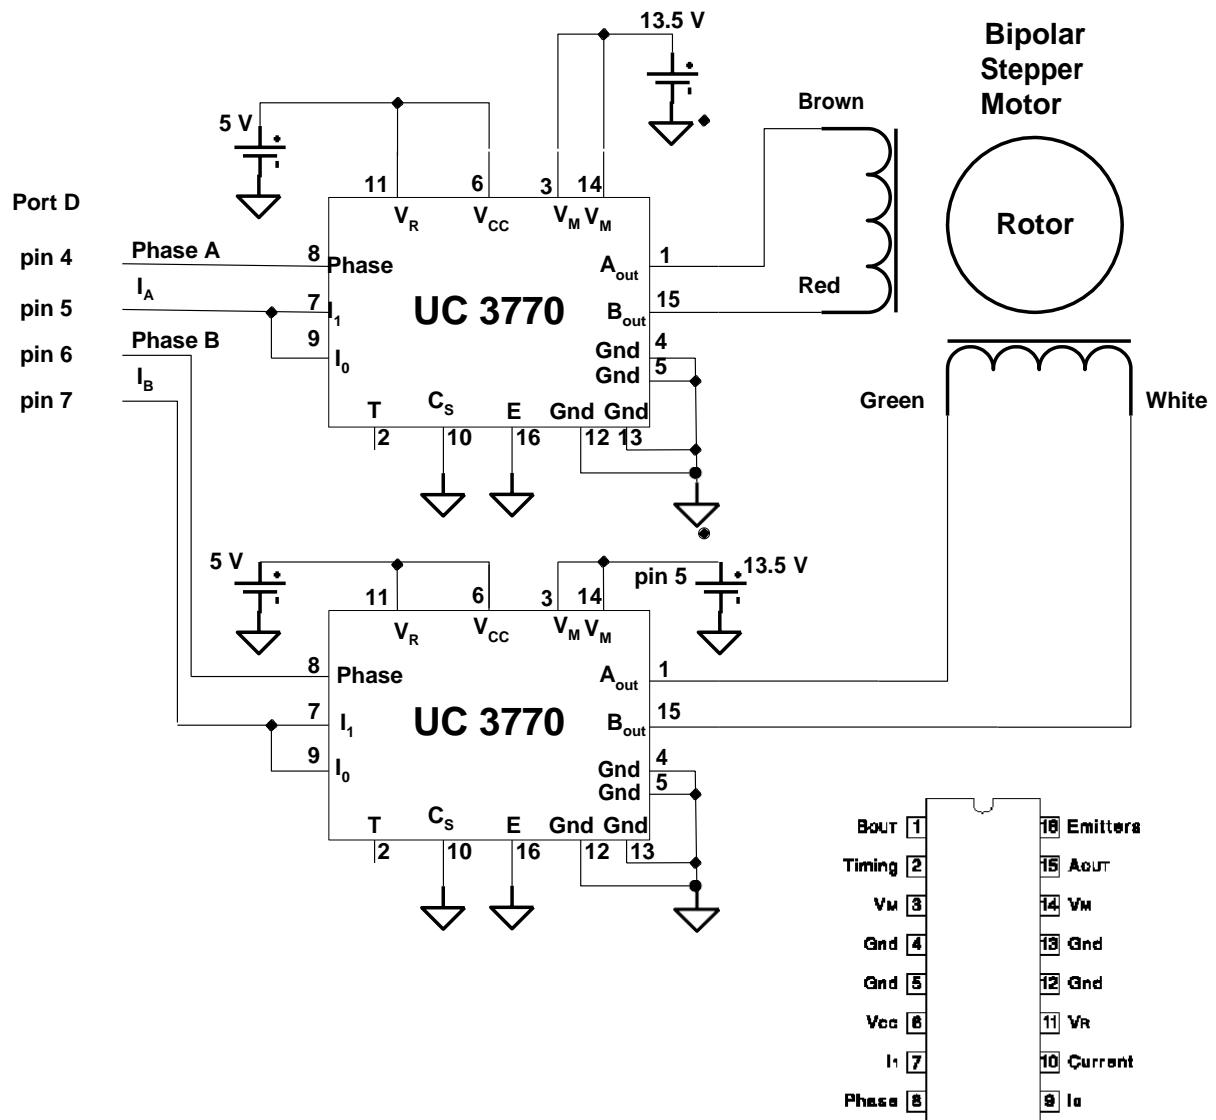 13.5 V
Bipolar
Stepper
Motor
5 V
Brown
11
6
3
14
Port D
V_R
V_CC
V_M
V_M
Rotor
pin 4
Phase A
8
Phase
A_out
1
pin 5
I_A
7
I_1
UC 3770
B_out
15
Red
pin 6
Phase B
9
I_0
Gnd
4
Gnd
5
pin 7
I_B
Green
White
T
C_S
E
Gnd
Gnd
2
10
16
12
13
5 V
pin 5
13.5 V
11
6
3
14
V_R
V_CC
V_M
V_M
8
Phase
A_out
1
7
I_1
UC 3770
B_out
15
9
I_0
Gnd
4
Gnd
5
T
C_S
E
Gnd
Gnd
2
10
16
12
13
BOUT 1
16 Emitters
Timing 2
15 AOUT
VM 3
14 VM
Gnd 4
13 Gnd
Gnd 5
12 Gnd
VCC 6
11 VR
I1 7
10 Current
Phase 8
9 I0